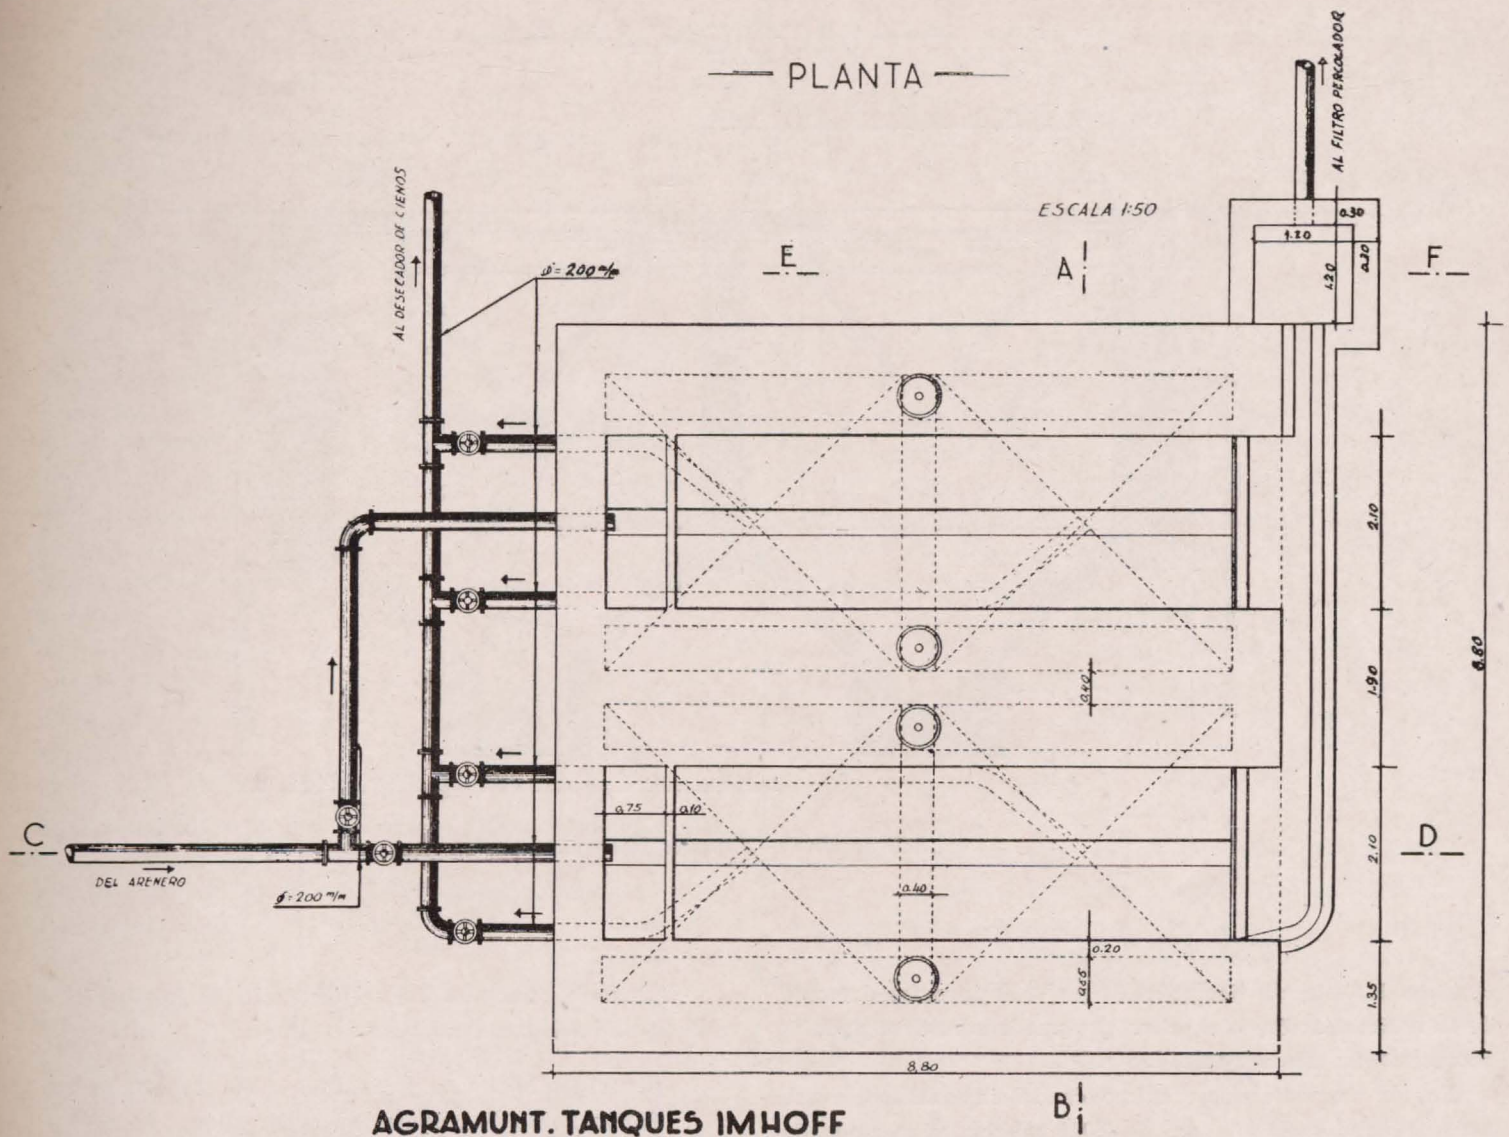 PLANTA
AL FILTRO PERCOLADOR
AL DESECADOR DE CIENOS
ESCALA 1:50
0.30
1.20
0.20
1.20
E
A
F
ø = 200 m/m
2.10
8.80
1.90
0.40
0.75
0.10
C
D
2.10
DEL ARENERO
ø = 200 m/m
0.40
0.20
0.55
1.35
8.80
B
AGRAMUNT. TANQUES IMHOFF